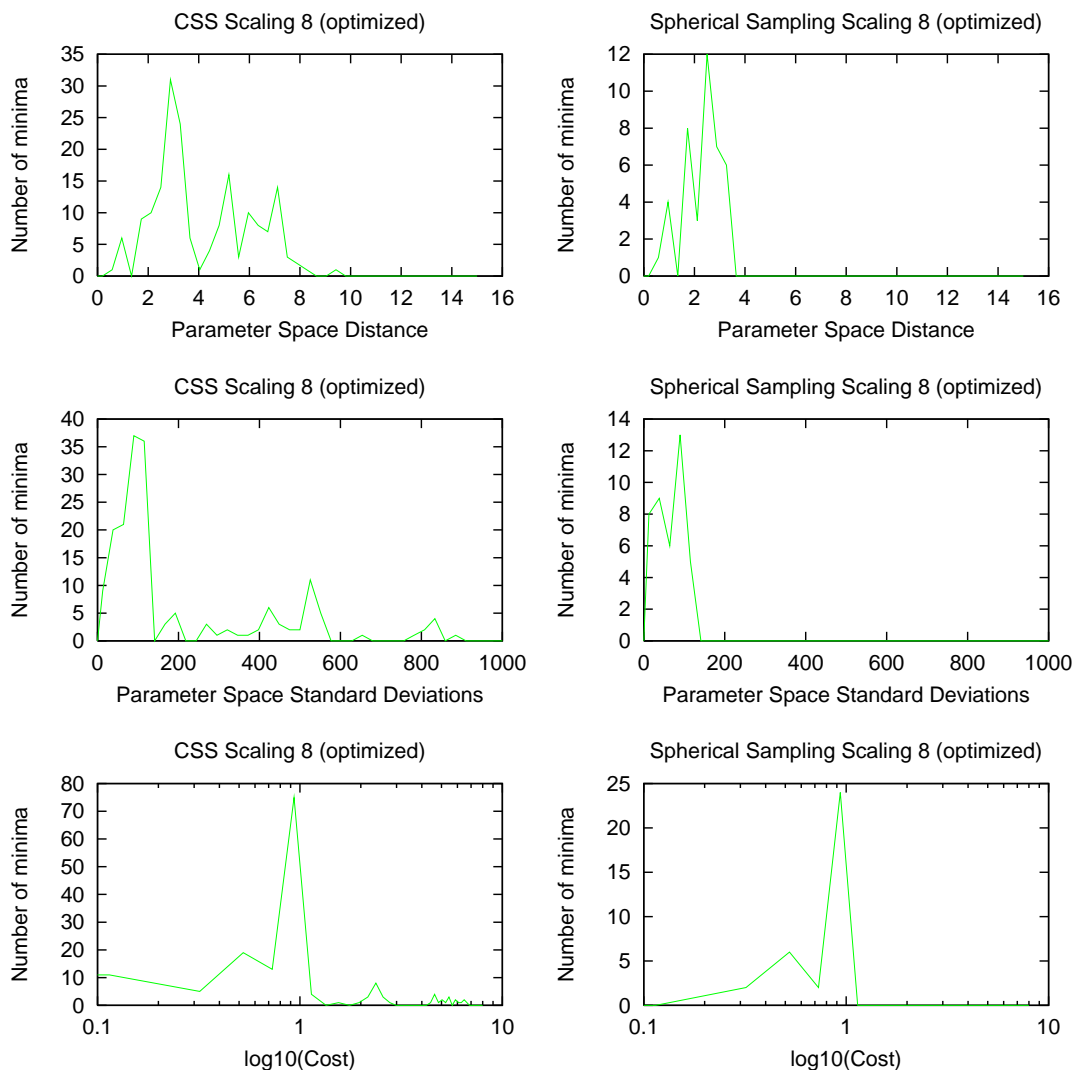 CSS Scaling 8 (optimized)
Number of minima
35
30
25
20
15
10
5
0
0 2 4 6 8 10 12 14 16
Parameter Space Distance
Spherical Sampling Scaling 8 (optimized)
Number of minima
12
10
8
6
4
2
0
0 2 4 6 8 10 12 14 16
Parameter Space Distance
CSS Scaling 8 (optimized)
Number of minima
40
35
30
25
20
15
10
5
0
0 200 400 600 800 1000
Parameter Space Standard Deviations
Spherical Sampling Scaling 8 (optimized)
Number of minima
14
12
10
8
6
4
2
0
0 200 400 600 800 1000
Parameter Space Standard Deviations
CSS Scaling 8 (optimized)
Number of minima
80
70
60
50
40
30
20
10
0
0.1 1 10
log10(Cost)
Spherical Sampling Scaling 8 (optimized)
Number of minima
25
20
15
10
5
0
0.1 1 10
log10(Cost)